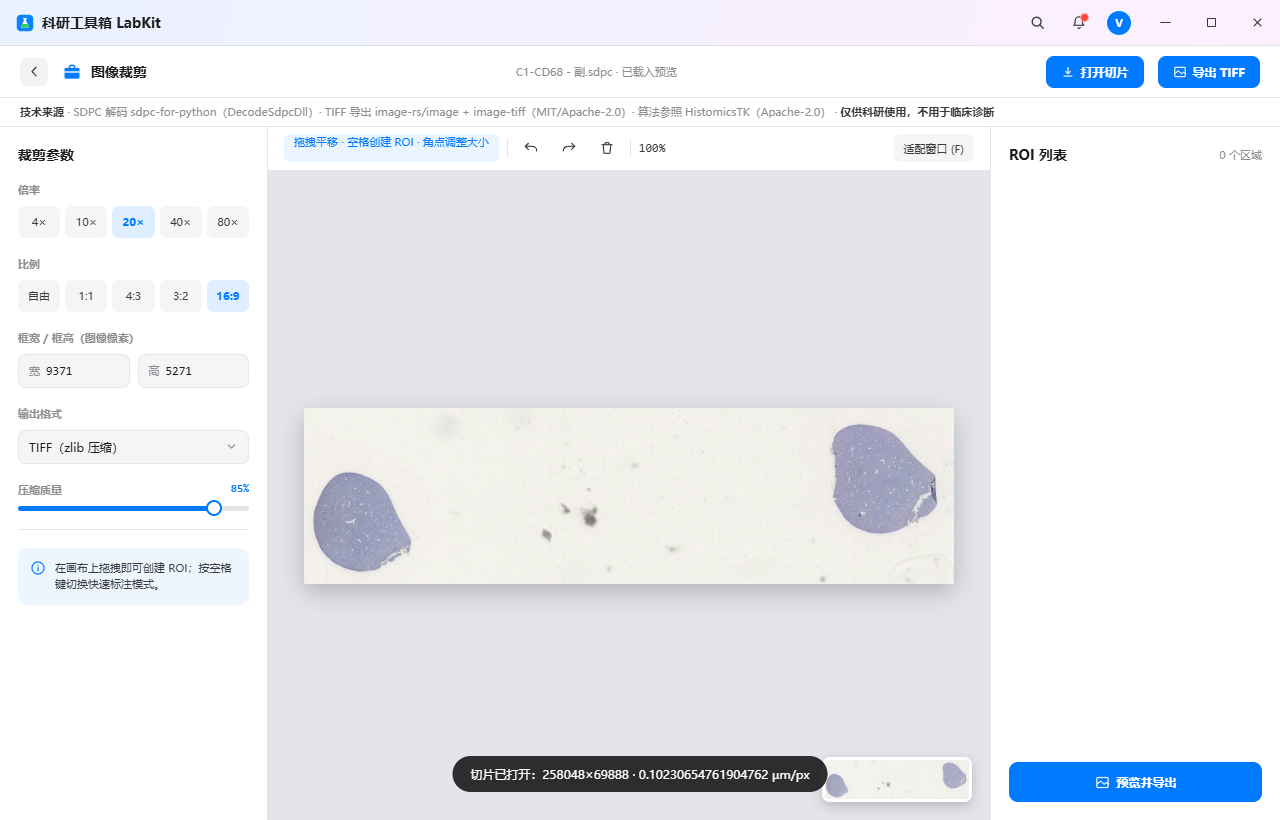 科研工具箱 LabKit
V
图像裁剪
C1-CD68 - 副.sdpc · 已载入预览
打开切片
导出 TIFF
技术来源 · SDPC 解码 sdpc-for-python（DecodeSdpcDll）· TIFF 导出 image-rs/image + image-tiff（MIT/Apache-2.0）· 算法参照 HistomicsTK（Apache-2.0） · 仅供科研使用，不用于临床诊断
裁剪参数
倍率
4×
10×
20×
40×
80×
比例
自由
1:1
4:3
3:2
16:9
框宽 / 框高（图像像素）
宽 9371
高 5271
输出格式
TIFF（zlib 压缩）
压缩质量
85%
在画布上拖拽即可创建 ROI；按空格
键切换快速标注模式。
拖拽平移 · 空格创建 ROI · 角点调整大小
100%
适配窗口 (F)
切片已打开：258048×69888 · 0.10230654761904762 μm/px
ROI 列表
0 个区域
预览并导出